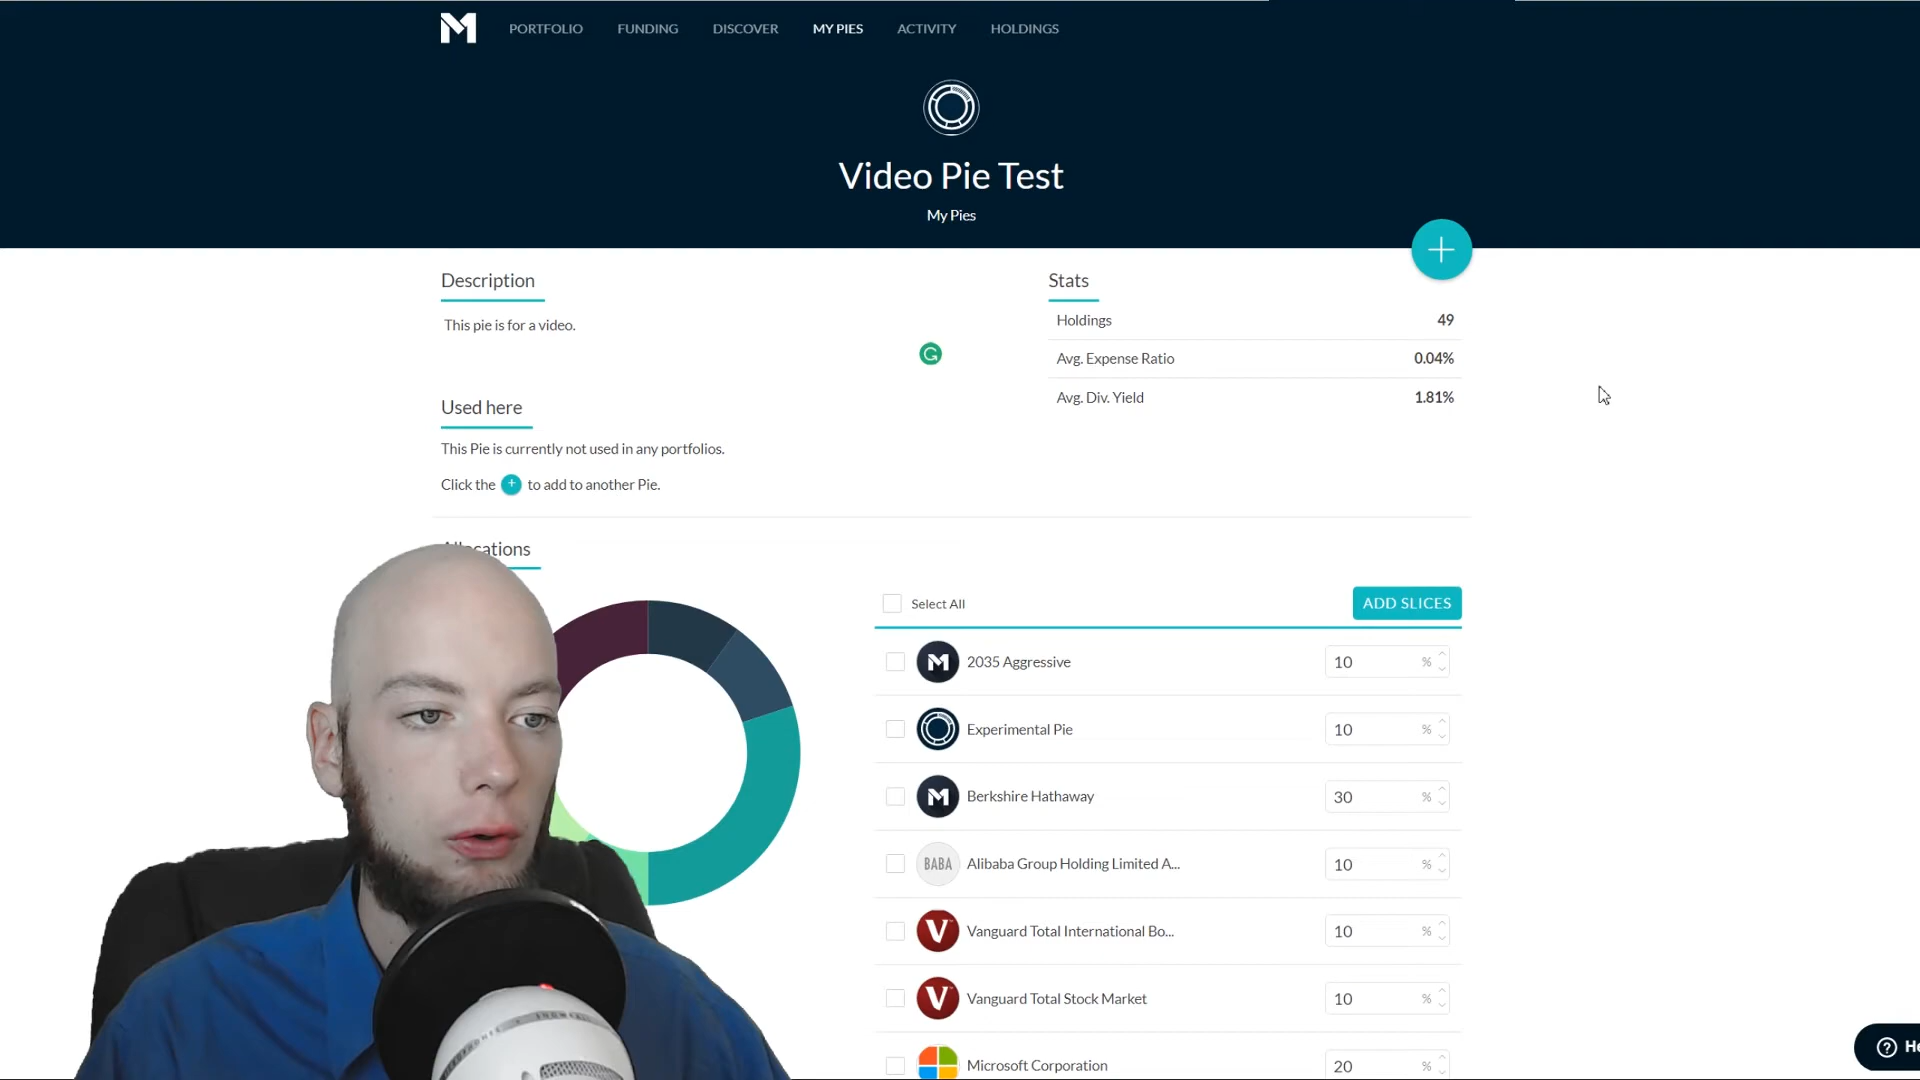 PORTFOLIO FUNDING DISCOVER MY PIES ACTIVITY HOLDINGS
Video Pie Test
My Pies
Description
This pie is for a video.
Used here
This Pie is currently not used in any portfolios.
Click the + to add to another Pie.
Stats
Holdings 49
Avg. Expense Ratio 0.04%
Avg. Div. Yield 1.81%
Allocations
Select All ADD SLICES
2035 Aggressive 10 %
Experimental Pie 10 %
Berkshire Hathaway 30 %
BABA Alibaba Group Holding Limited A... 10 %
V Vanguard Total International Bo... 10 %
V Vanguard Total Stock Market 10 %
Microsoft Corporation 20 %
? He